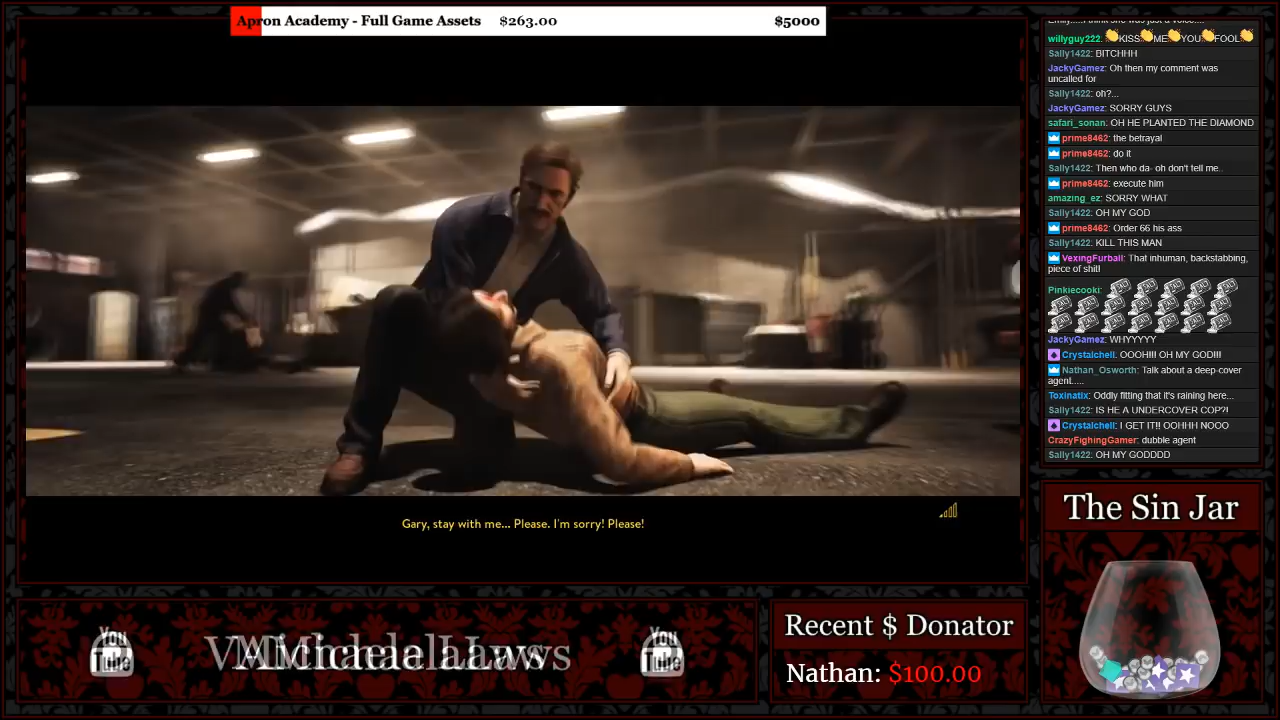 Apron Academy - Full Game Assets $263.00 $5000
Gary, stay with me... Please. I'm sorry! Please!
willyguy222: KISS ME YOU FOOL
Sally1422: BITCHHH
JackyGamez: Oh then my comment was
uncalled for
Sally1422: oh?...
JackyGamez: SORRY GUYS
safari_sonan: OH HE PLANTED THE DIAMOND
prime8462: the betrayal
prime8462: do it
Sally1422: Then who da- oh don't tell me..
prime8462: execute him
amazing_ez: SORRY WHAT
Sally1422: OH MY GOD
prime8462: Order 66 his ass
Sally1422: KILL THIS MAN
VexingFurball: That inhuman, backstabbing,
piece of shit!
Pinkiecooki:
JackyGamez: WHYYYYY
Crystalchell: OOOH!!! OH MY GOD!!!
Nathan_Osworth: Talk about a deep cover
agent.....
Toxinatix: Oddly fitting that it's raining here...
Sally1422: IS HE A UNDERCOVER COP?!
Crystalchell: I GET IT!! OOHHH NOOO
CrazyFighingGamer: dubble agent
Sally1422: OH MY GODDDD
The Sin Jar
You
Tube
You
Tube
Recent $ Donator
Nathan: $100.00